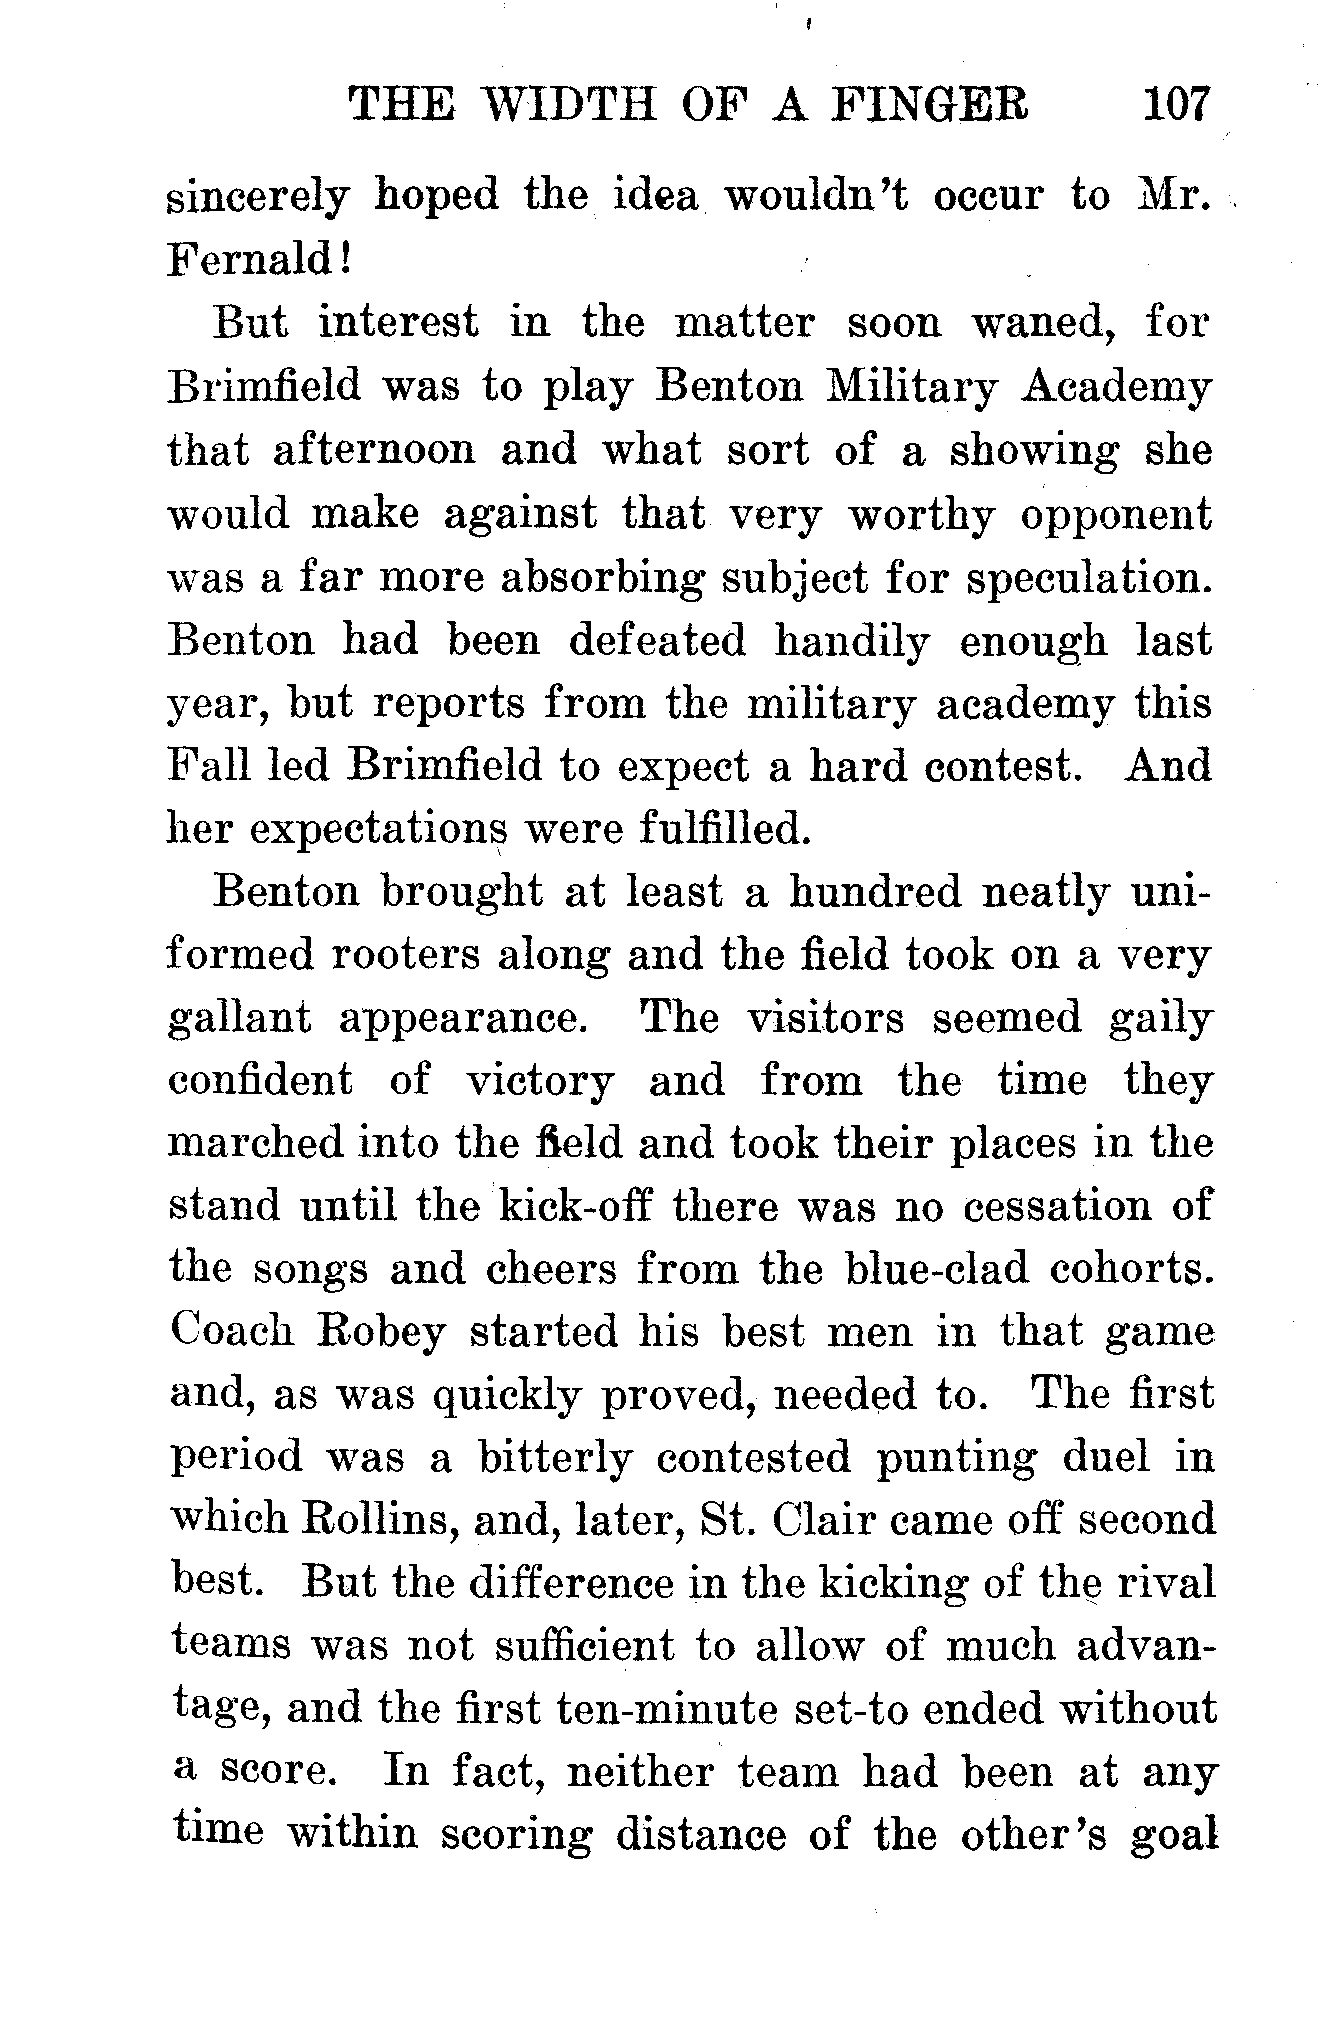 THE WIDTH OF A FINGER 107
sincerely hoped the idea wouldn't occur to Mr.
Fernald!
But interest in the matter soon waned, for
Brimfield was to play Benton Military Academy
that afternoon and what sort of a showing she
would make against that very worthy opponent
was a far more absorbing subject for speculation.
Benton had been defeated handily enough last
year, but reports from the military academy this
Fall led Brimfield to expect a hard contest. And
her expectations were fulfilled.
Benton brought at least a hundred neatly uni-
formed rooters along and the field took on a very
gallant appearance. The visitors seemed gaily
confident of victory and from the time they
marched into the field and took their places in the
stand until the kick-off there was no cessation of
the songs and cheers from the blue-clad cohorts.
Coach Robey started his best men in that game
and, as was quickly proved, needed to. The first
period was a bitterly contested punting duel in
which Rollins, and, later, St. Clair came off second
best. But the difference in the kicking of the rival
teams was not sufficient to allow of much advan-
tage, and the first ten-minute set-to ended without
a score. In fact, neither team had been at any
time within scoring distance of the other's goal